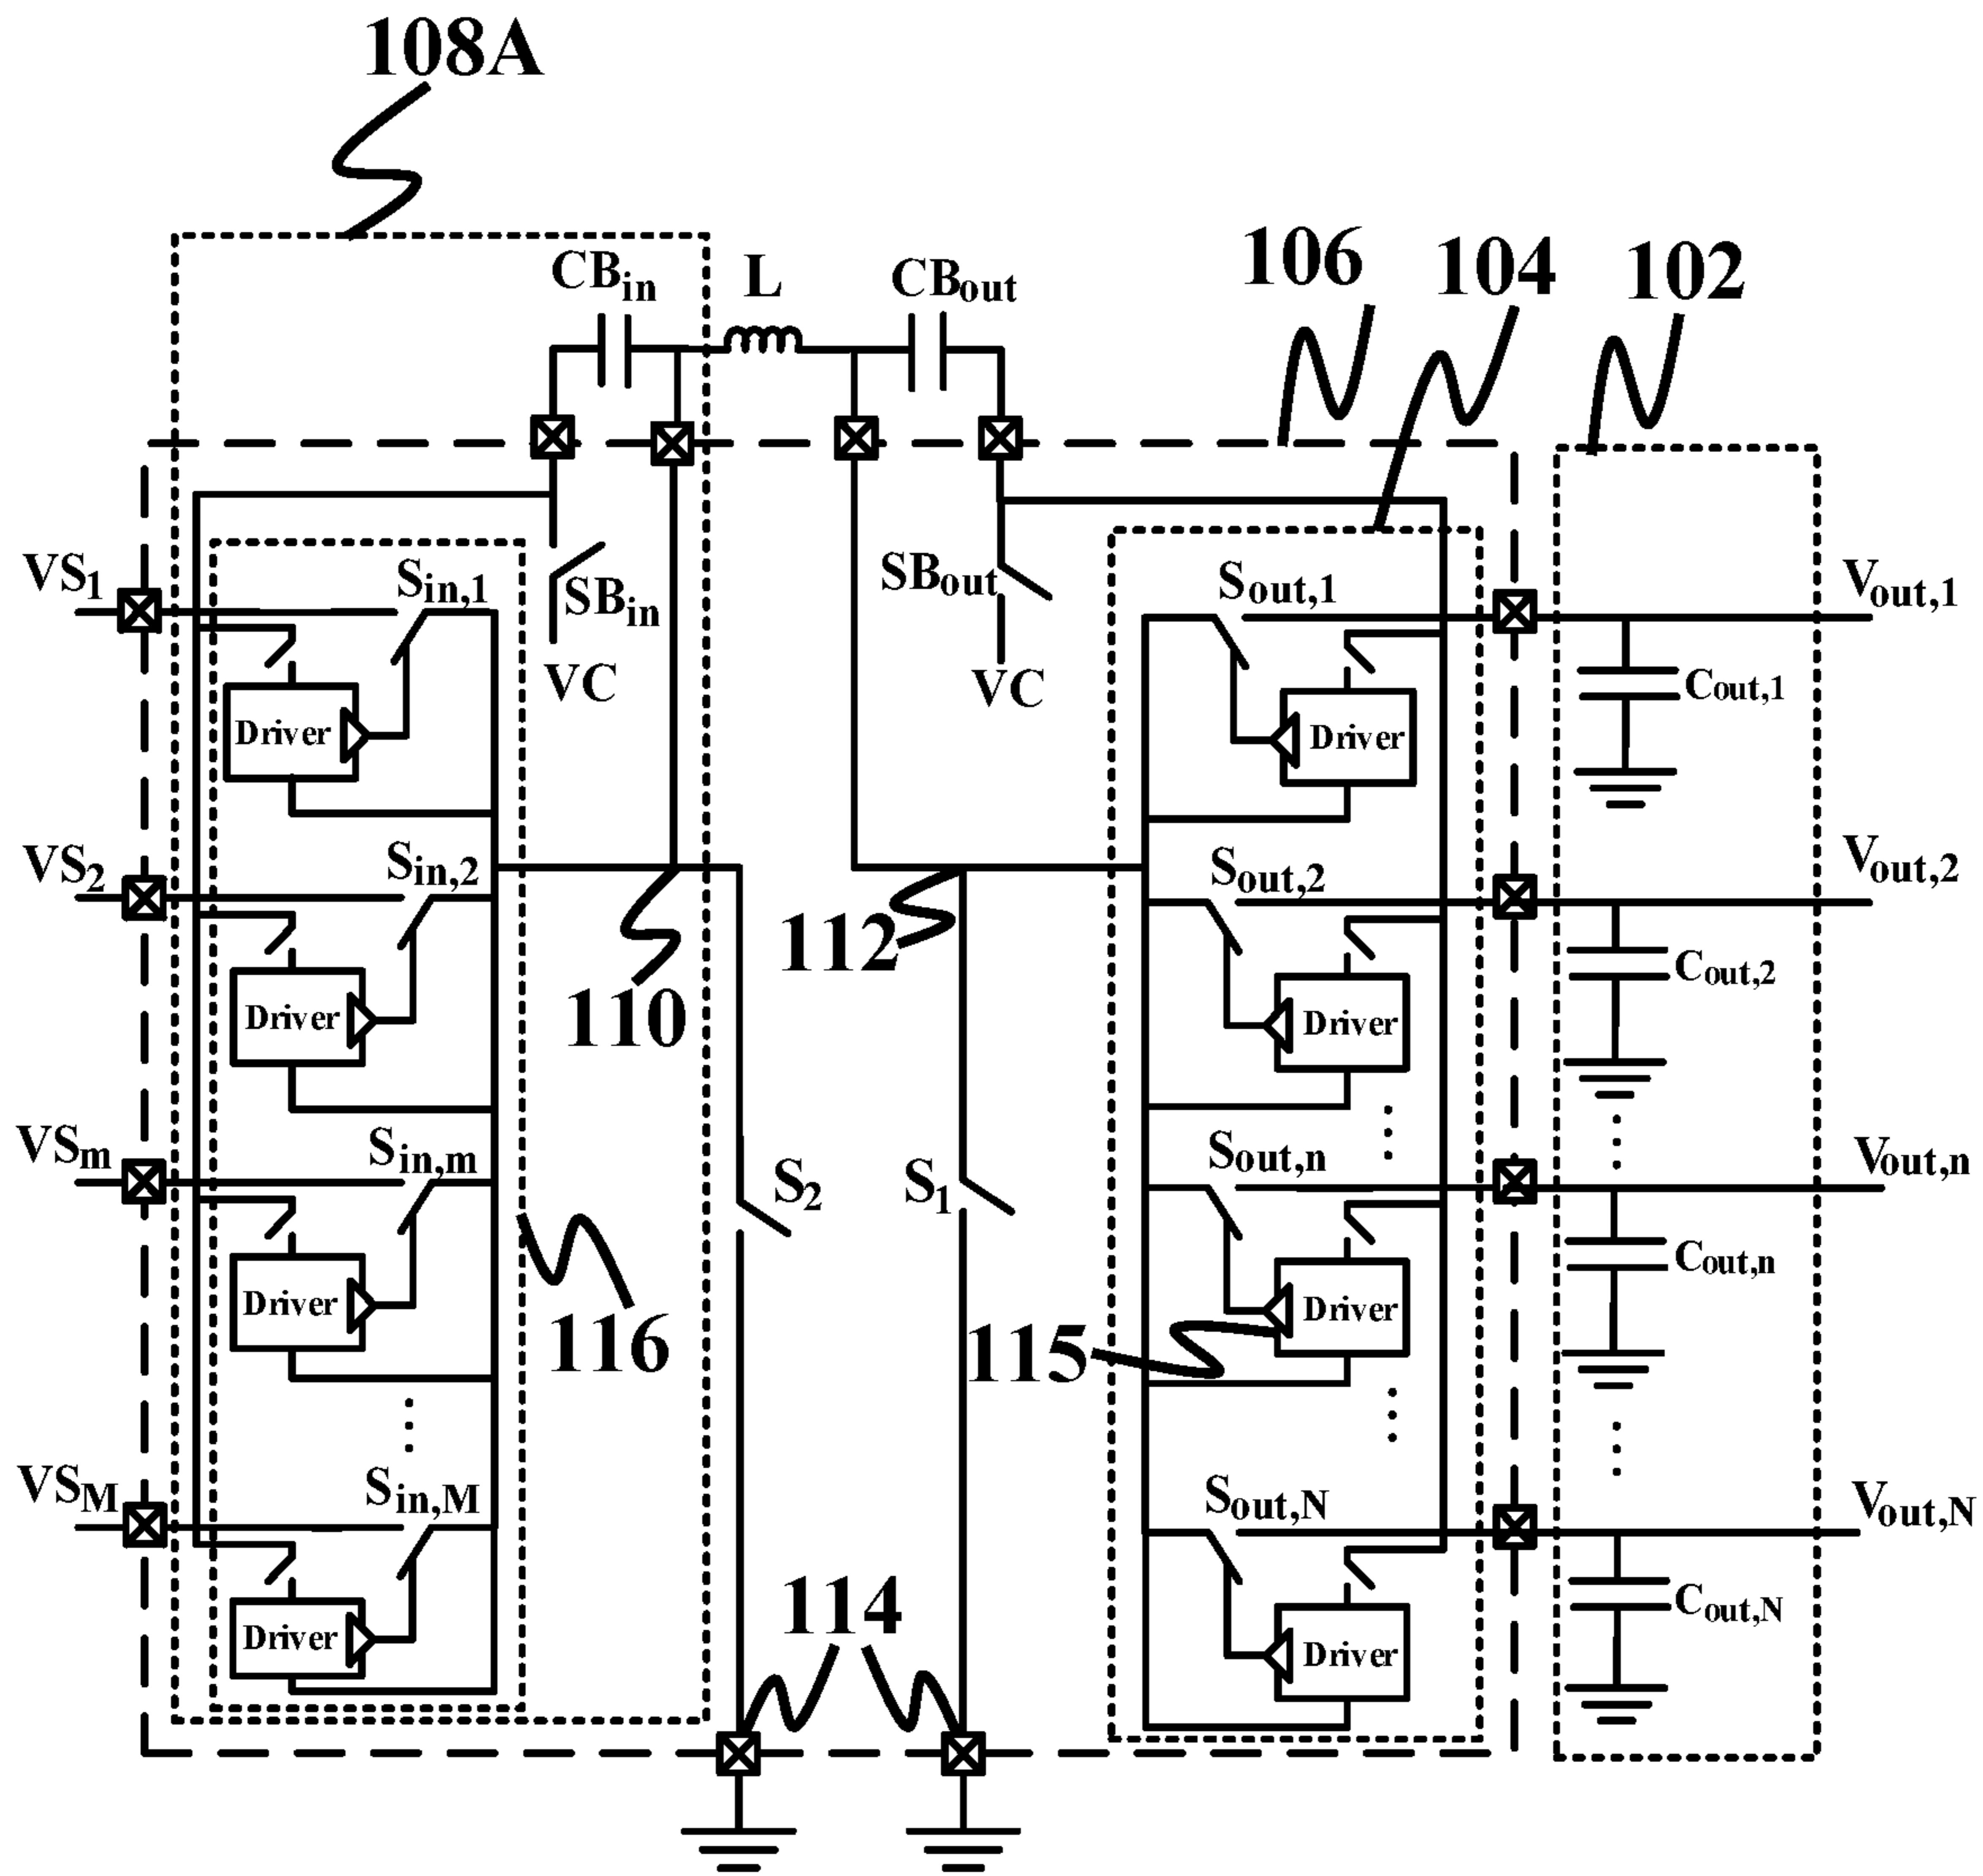 108A
CBin
L
CBout
106
104
102
VS1
Sin,1
SBin
VC
SBout
VC
Sout,1
Vout,1
Cout,1
Driver
Driver
VS2
Sin,2
Sout,2
Vout,2
112
Cout,2
110
Driver
Driver
VSm
Sin,m
S2
S1
Sout,n
Vout,n
Cout,n
Driver
Driver
116
115
VSM
Sin,M
Sout,N
Vout,N
114
Cout,N
Driver
Driver